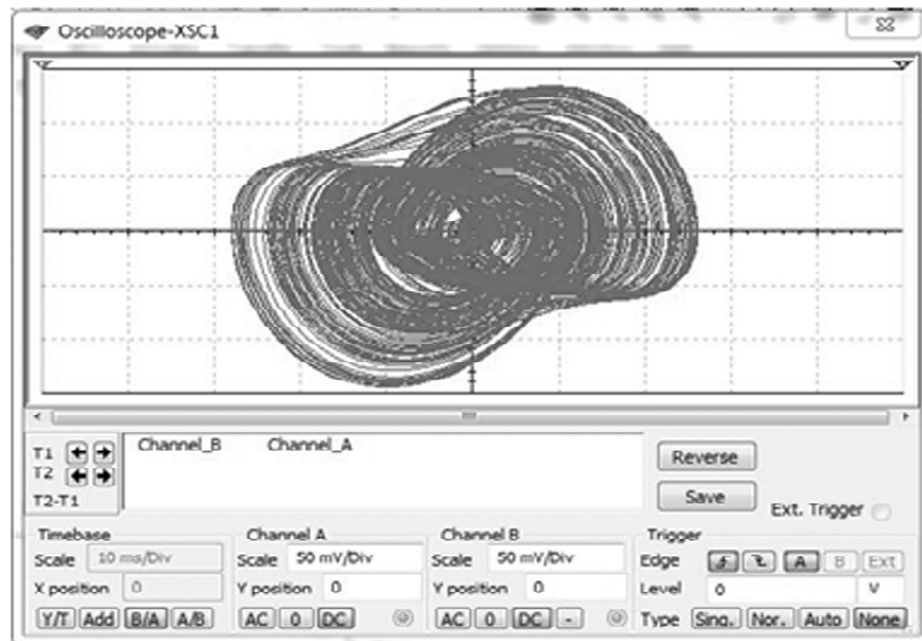 Oscilloscope-XSC1
T1
T2
T2-T1
Channel_B Channel_A
Reverse
Save
Ext. Trigger
Timebase
Scale 10 ms/Div
X position 0
Y/T Add B/A A/B
Channel A
Scale 50 mV/Div
Y position 0
AC 0 DC
Channel B
Scale 50 mV/Div
Y position 0
AC 0 DC -
Trigger
Edge A B Ext
Level 0 V
Type Sing. Nor. Auto None